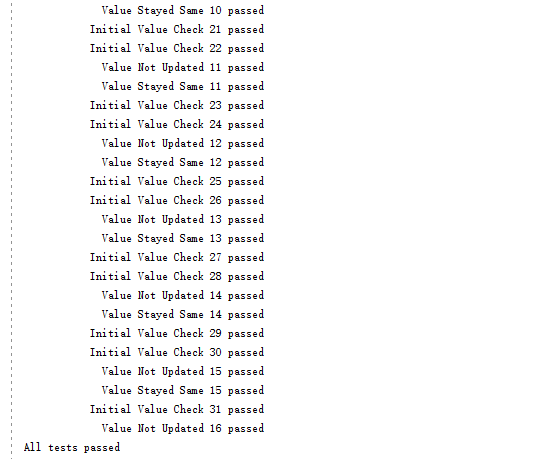 Value Stayed Same 10 passed
Initial Value Check 21 passed
Initial Value Check 22 passed
Value Not Updated 11 passed
Value Stayed Same 11 passed
Initial Value Check 23 passed
Initial Value Check 24 passed
Value Not Updated 12 passed
Value Stayed Same 12 passed
Initial Value Check 25 passed
Initial Value Check 26 passed
Value Not Updated 13 passed
Value Stayed Same 13 passed
Initial Value Check 27 passed
Initial Value Check 28 passed
Value Not Updated 14 passed
Value Stayed Same 14 passed
Initial Value Check 29 passed
Initial Value Check 30 passed
Value Not Updated 15 passed
Value Stayed Same 15 passed
Initial Value Check 31 passed
Value Not Updated 16 passed
All tests passed